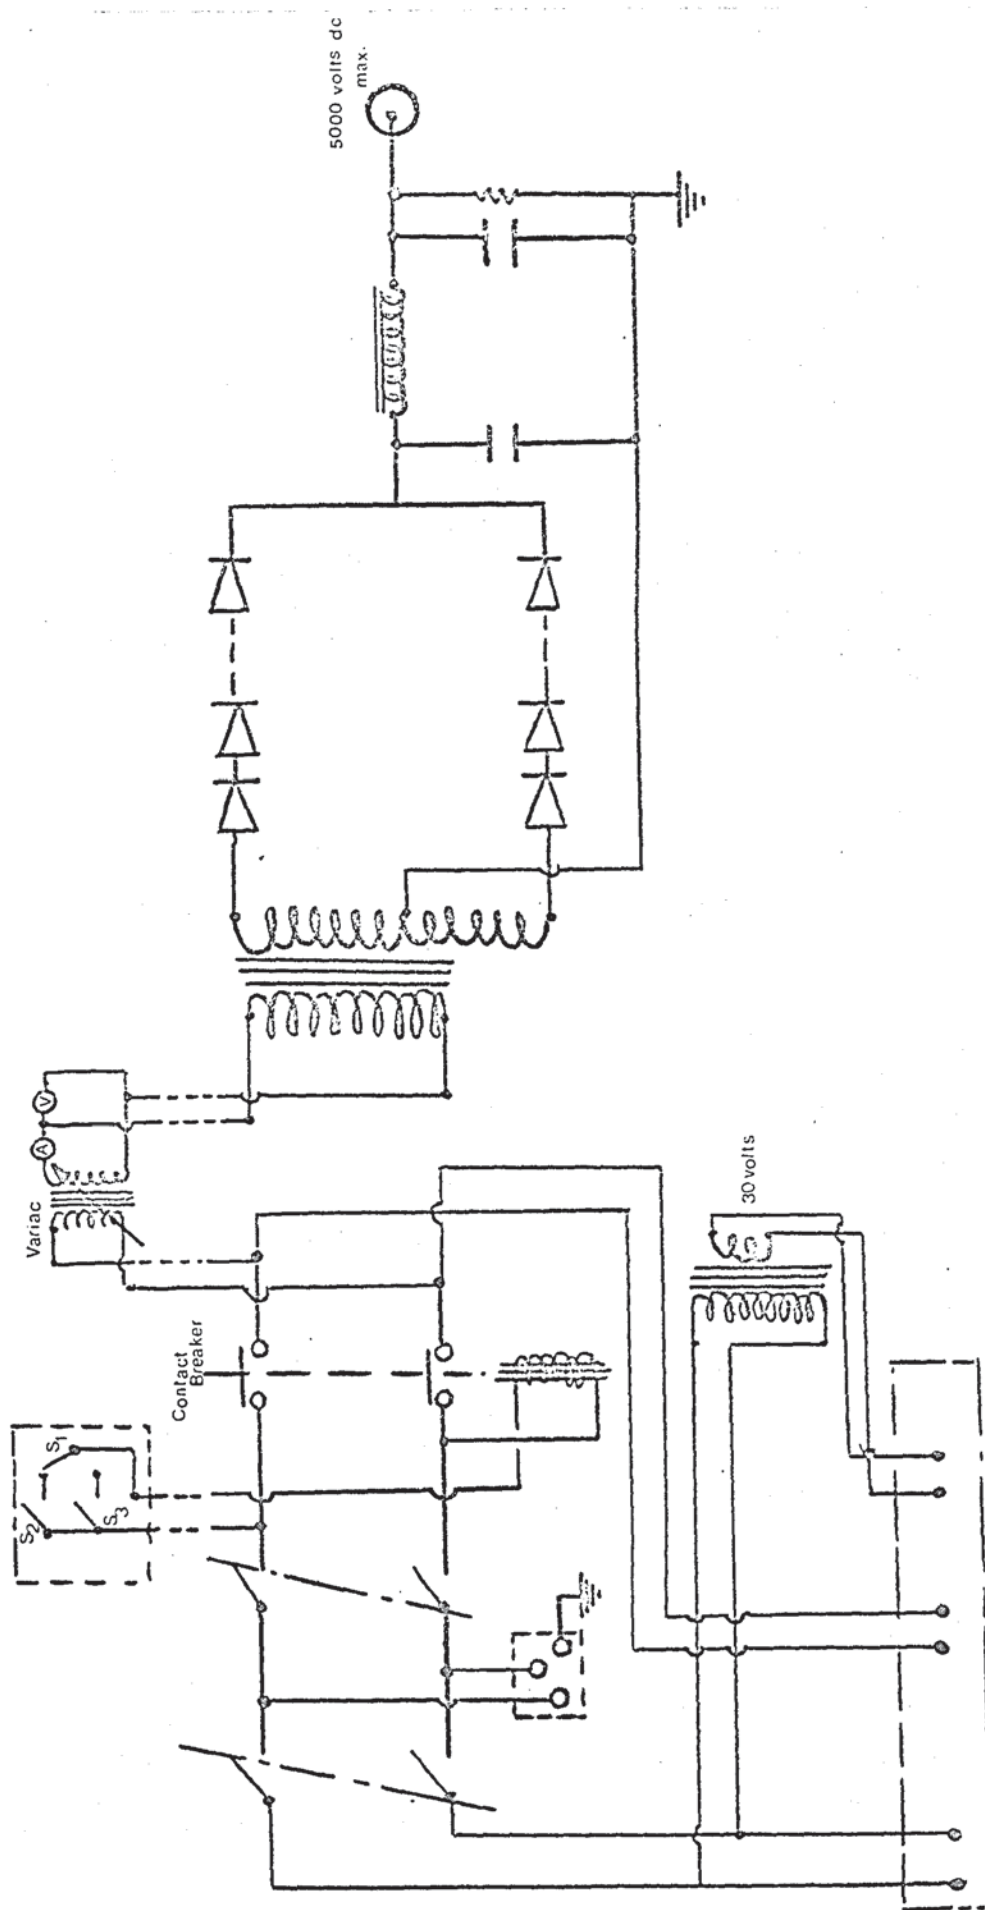 5000 volts dc
max.
Variac
A
V
Contact
Breaker
S1
S2
S3
30 volts